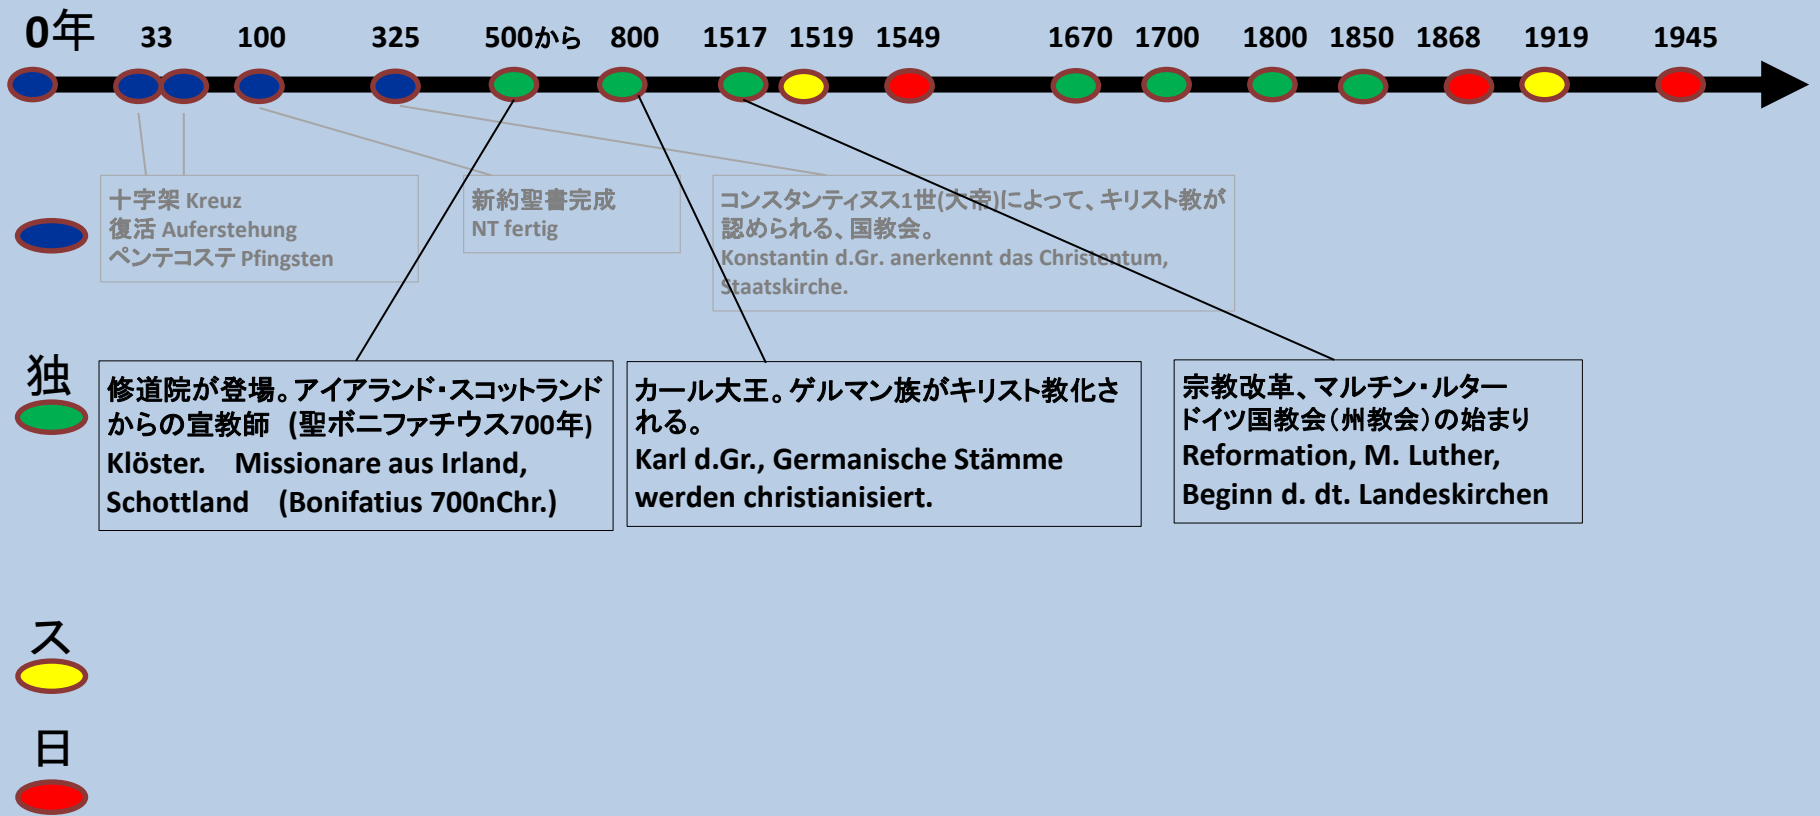 0年 33 100 325 500から 800 1517 1519 1549 1670 1700 1800 1850 1868 1919 1945
十字架 Kreuz
復活 Auferstehung
ペンテコステ Pfingsten
新約聖書完成
NT fertig
コンスタンティヌス1世(大帝)によって、キリスト教が
認められる、国教会。
Konstantin d.Gr. anerkennt das Christentum,
Staatskirche.
独
修道院が登場。アイアランド・スコットランド
からの宣教師 (聖ボニファチウス700年)
Klöster. Missionare aus Irland,
Schottland (Bonifatius 700nChr.)
カール大王。ゲルマン族がキリスト教化さ
れる。
Karl d.Gr., Germanische Stämme
werden christianisiert.
宗教改革、マルチン・ルター
ドイツ国教会(州教会)の始まり
Reformation, M. Luther,
Beginn d. dt. Landeskirchen
ス
日